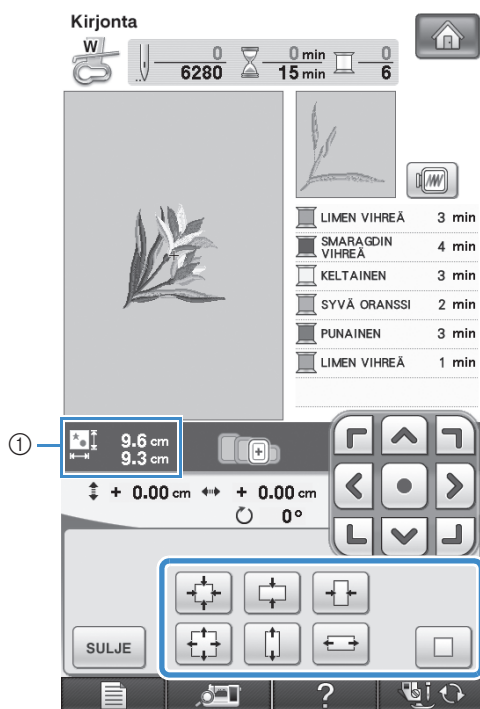 Kirjonta
W
0
6280
0 min
15 min
0
6
LIMEN VIHREÄ 3 min
SMARAGDIN
VIHREÄ 4 min
KELTAINEN 3 min
SYVÄ ORANSSI 2 min
PUNAINEN 3 min
LIMEN VIHREÄ 1 min
① 9.6 cm
9.3 cm
+ 0.00 cm + 0.00 cm
0°
SULJE
?